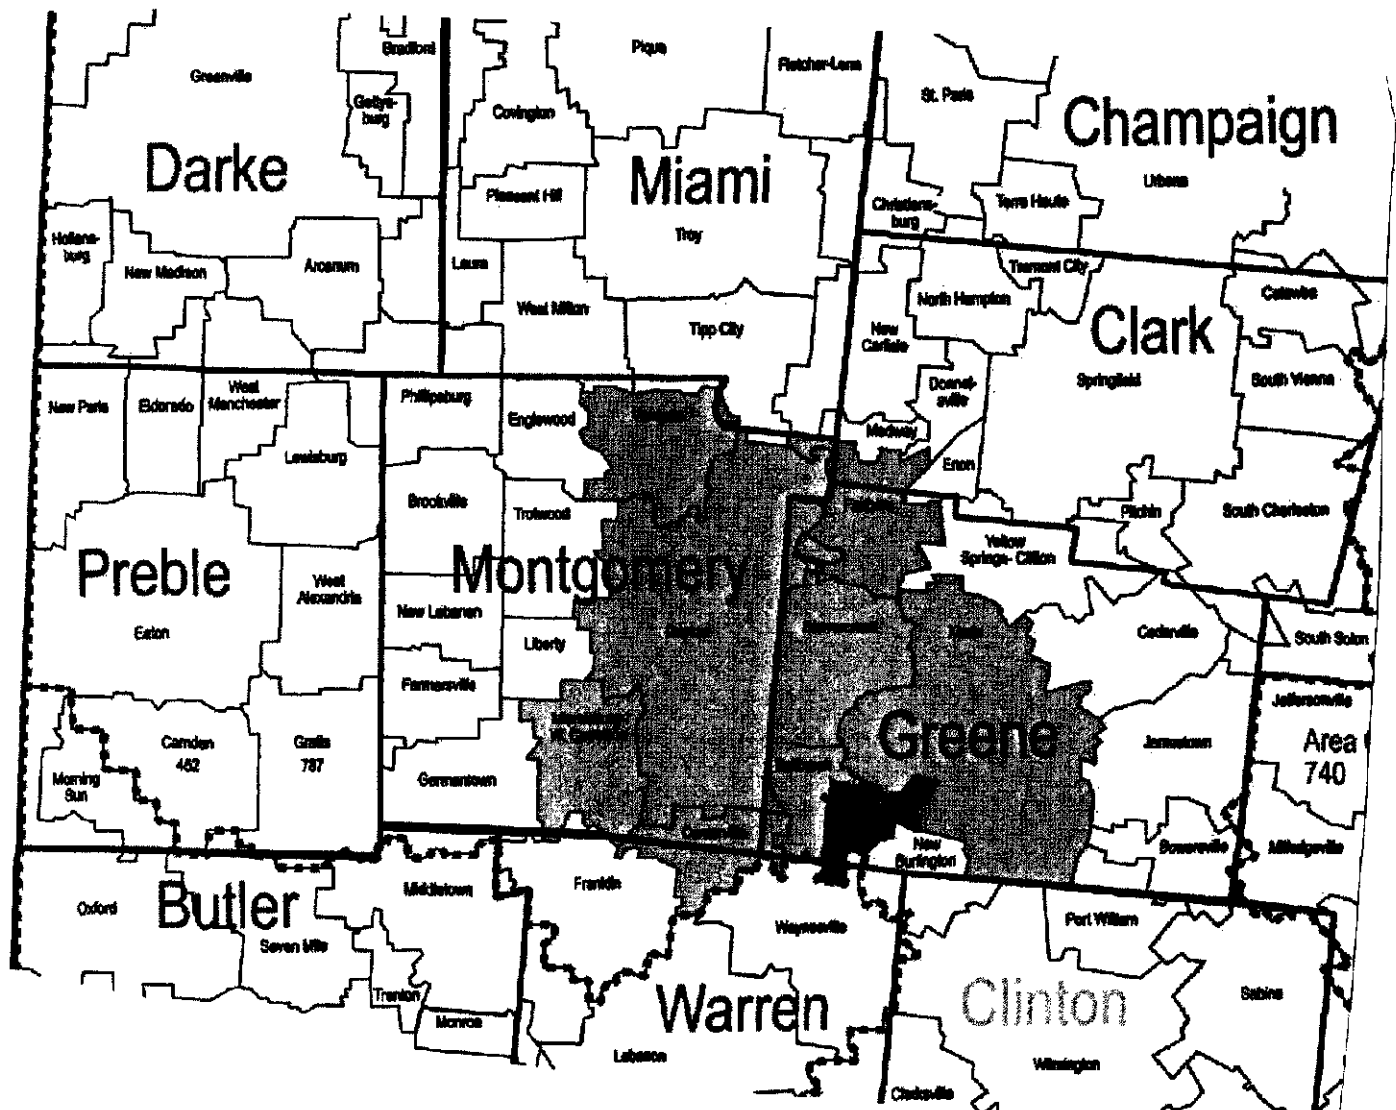 Bradford
Piqua
Fletcher-Lena
Greenville
St. Paris
Gettys-
burg
Covington
Champaign
Darke
Miami
Urbana
Pleasant Hill
Christians-
burg
Terre Haute
Troy
Hollans-
burg
New Madison
Arcanum
Laura
Tremont City
North Hampton
Catawba
West Milton
Tipp City
New
Carlisle
Clark
Springfield
South Vienna
New Paris
Eldorado
West
Manchester
Phillipsburg
Englewood
Donnels-
ville
Medway
Lewisburg
Enon
Brookville
Trotwood
Pitchin
South Charleston
Yellow
Springs- Clifton
Preble
Montgomery
West
Alexandria
New Lebanon
Eaton
Liberty
Dayton
Xenia
Cedarville
South Solon
Farmersville
Jeffersonville
Camden
452
Gratis
787
Greene
Jamestown
Area
740
Morning
Sun
Germantown
Centerville
New
Burlington
Bowersville
Milledgeville
Oxford
Butler
Middletown
Franklin
Seven Mile
Waynesville
Port William
Trenton
Monroe
Warren
Clinton
Sabina
Lebanon
Wilmington
Clarksville